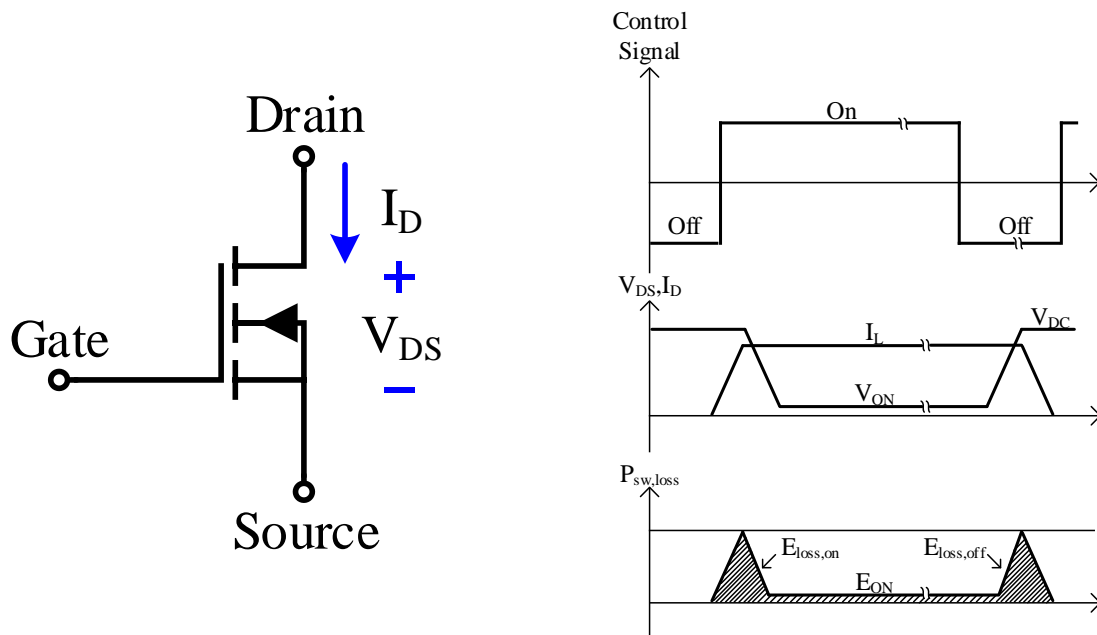 Drain
I_D
+
V_DS
−
Gate
Source
Control
Signal
On
Off
Off
V_DS,I_D
V_DC
I_L
V_ON
P_sw,loss
E_loss,on
E_loss,off
E_ON